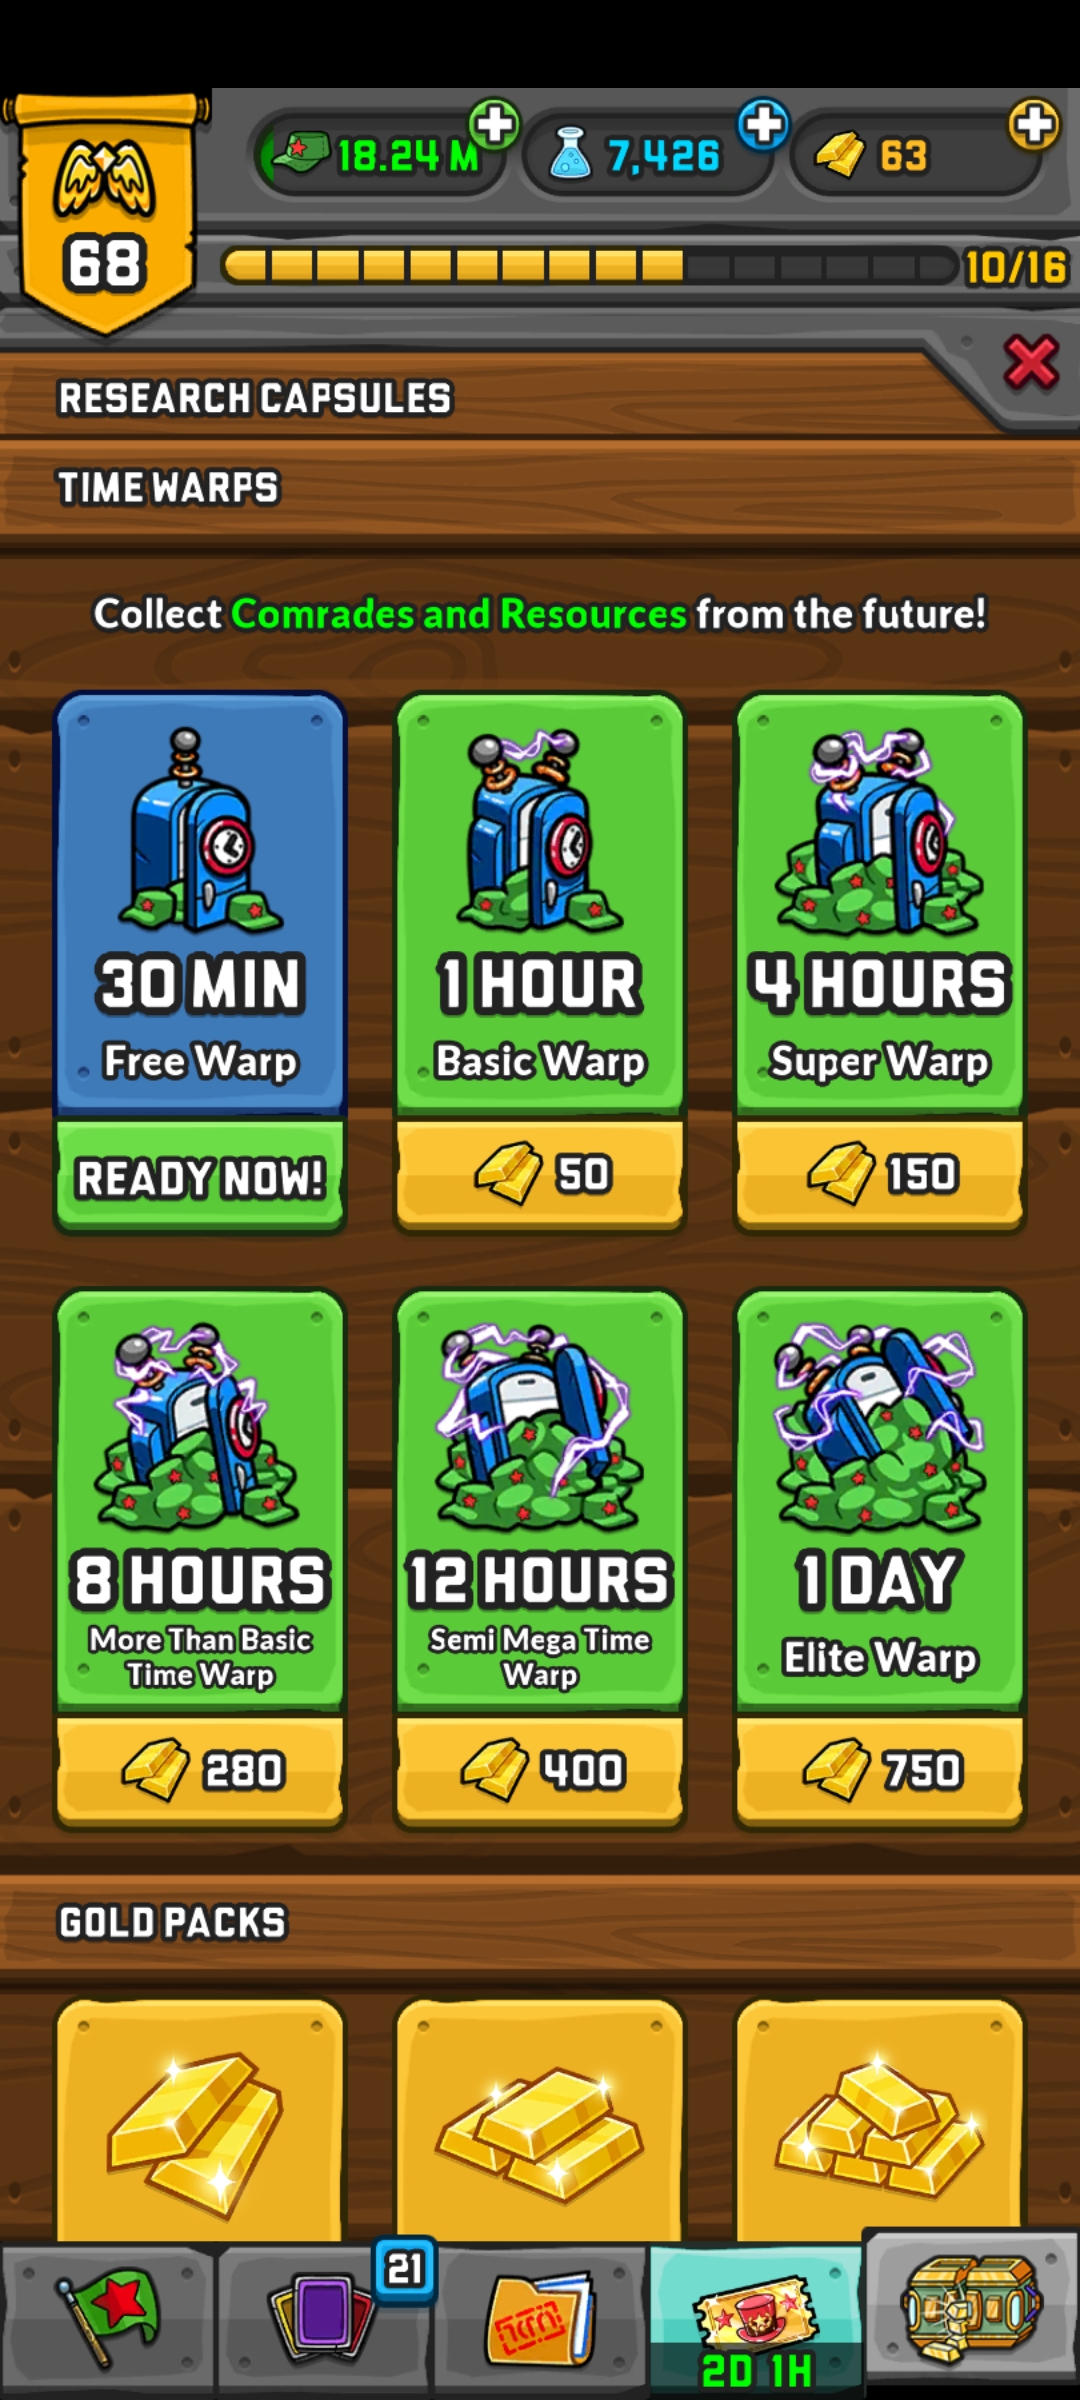 18.24 M
7,426
63
68
10/16
RESEARCH CAPSULES
TIME WARPS
Collect Comrades and Resources from the future!
30 MIN
Free Warp
READY NOW!
1 HOUR
Basic Warp
50
4 HOURS
Super Warp
150
8 HOURS
More Than Basic
Time Warp
280
12 HOURS
Semi Mega Time
Warp
400
1 DAY
Elite Warp
750
GOLD PACKS
21
2D 1H